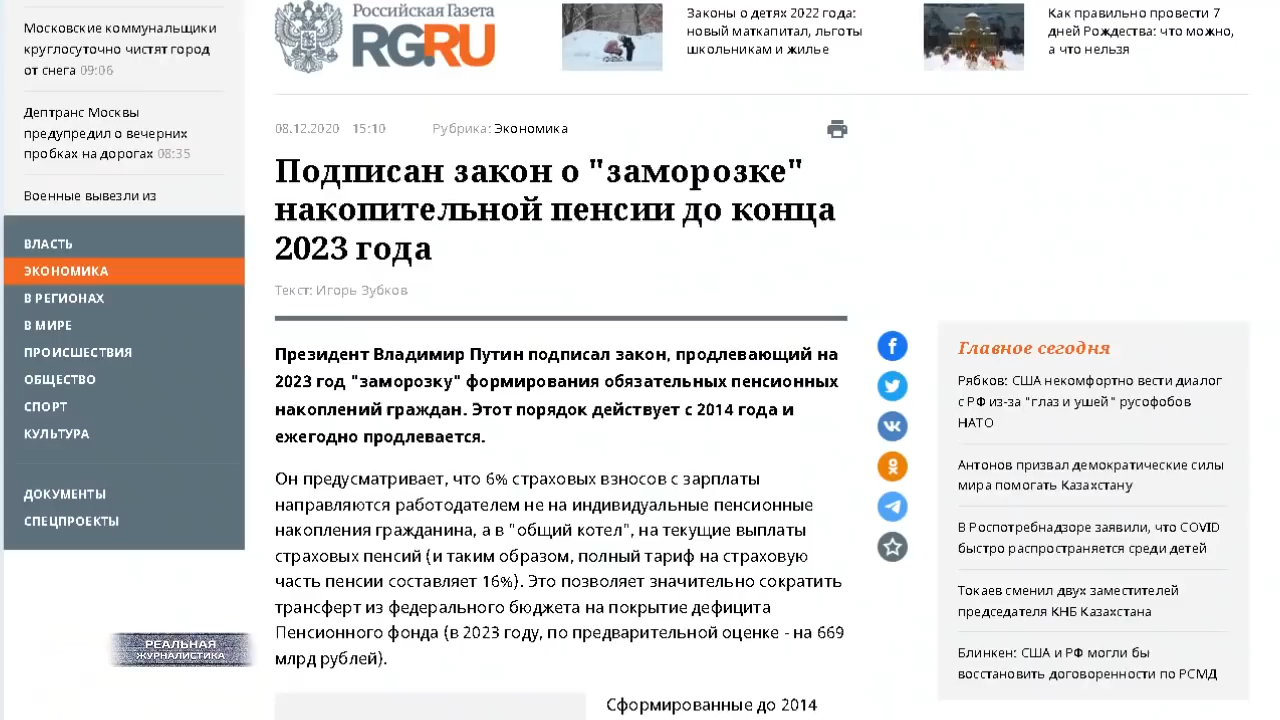 Московские коммунальщики
круглосуточно чистят город
от снега 09:06
Дептранс Москвы
предупредил о вечерних
пробках на дорогах 08:35
Военные вывезли из
ВЛАСТЬ
ЭКОНОМИКА
В РЕГИОНАХ
В МИРЕ
ПРОИСШЕСТВИЯ
ОБЩЕСТВО
СПОРТ
КУЛЬТУРА
ДОКУМЕНТЫ
СПЕЦПРОЕКТЫ
РЕАЛЬНАЯ
ЖУРНАЛИСТИКА
Российская Газета
RG.RU
Законы о детях 2022 года:
новый маткапитал, льготы
школьникам и жилье
Как правильно провести 7
дней Рождества: что можно,
а что нельзя
08.12.2020 15:10 Рубрика: Экономика
Подписан закон о "заморозке"
накопительной пенсии до конца
2023 года
Текст: Игорь Зубков
Президент Владимир Путин подписал закон, продлевающий на
2023 год "заморозку" формирования обязательных пенсионных
накоплений граждан. Этот порядок действует с 2014 года и
ежегодно продлевается.
Он предусматривает, что 6% страховых взносов с зарплаты
направляются работодателем не на индивидуальные пенсионные
накопления гражданина, а в "общий котел", на текущие выплаты
страховых пенсий (и таким образом, полный тариф на страховую
часть пенсии составляет 16%). Это позволяет значительно сократить
трансферт из федерального бюджета на покрытие дефицита
Пенсионного фонда (в 2023 году, по предварительной оценке - на 669
млрд рублей).
Сформированные до 2014
Главное сегодня
Рябков: США некомфортно вести диалог
с РФ из-за "глаз и ушей" русофобов
НАТО
Антонов призвал демократические силы
мира помогать Казахстану
В Роспотребнадзоре заявили, что COVID
быстро распространяется среди детей
Токаев сменил двух заместителей
председателя КНБ Казахстана
Блинкен: США и РФ могли бы
восстановить договоренности по РСМД